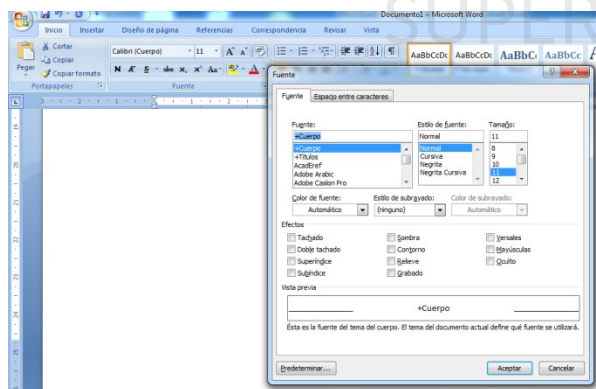 SUPER
Documento1 - Microsoft Word
Inicio Insertar Diseño de página Referencias Correspondencia Revisar Vista
Pegar
Cortar
Copiar
Copiar formato
Portapapeles
Calibri (Cuerpo) 11
Fuente
AaBbCcDc AaBbCcDc AaBbCc AaBbCc
Fuente
Fuente Espacio entre caracteres
Fuente: Estilo de fuente: Tamaño:
+Cuerpo Normal 11
+Cuerpo Normal 8
+Títulos Cursiva 9
AcadEref Negrita 10
Adobe Arabic Negrita Cursiva 11
Adobe Caslon Pro 12
Color de fuente: Estilo de subrayado: Color de subrayado:
Automático (ninguno) Automático
Efectos
Tachado Sombra Versales
Doble tachado Contorno Mayúsculas
Superíndice Relieve Oculto
Subíndice Grabado
Vista previa
+Cuerpo
Ésta es la fuente del tema del cuerpo. El tema del documento actual define qué fuente se utilizará.
Predeterminar... Aceptar Cancelar